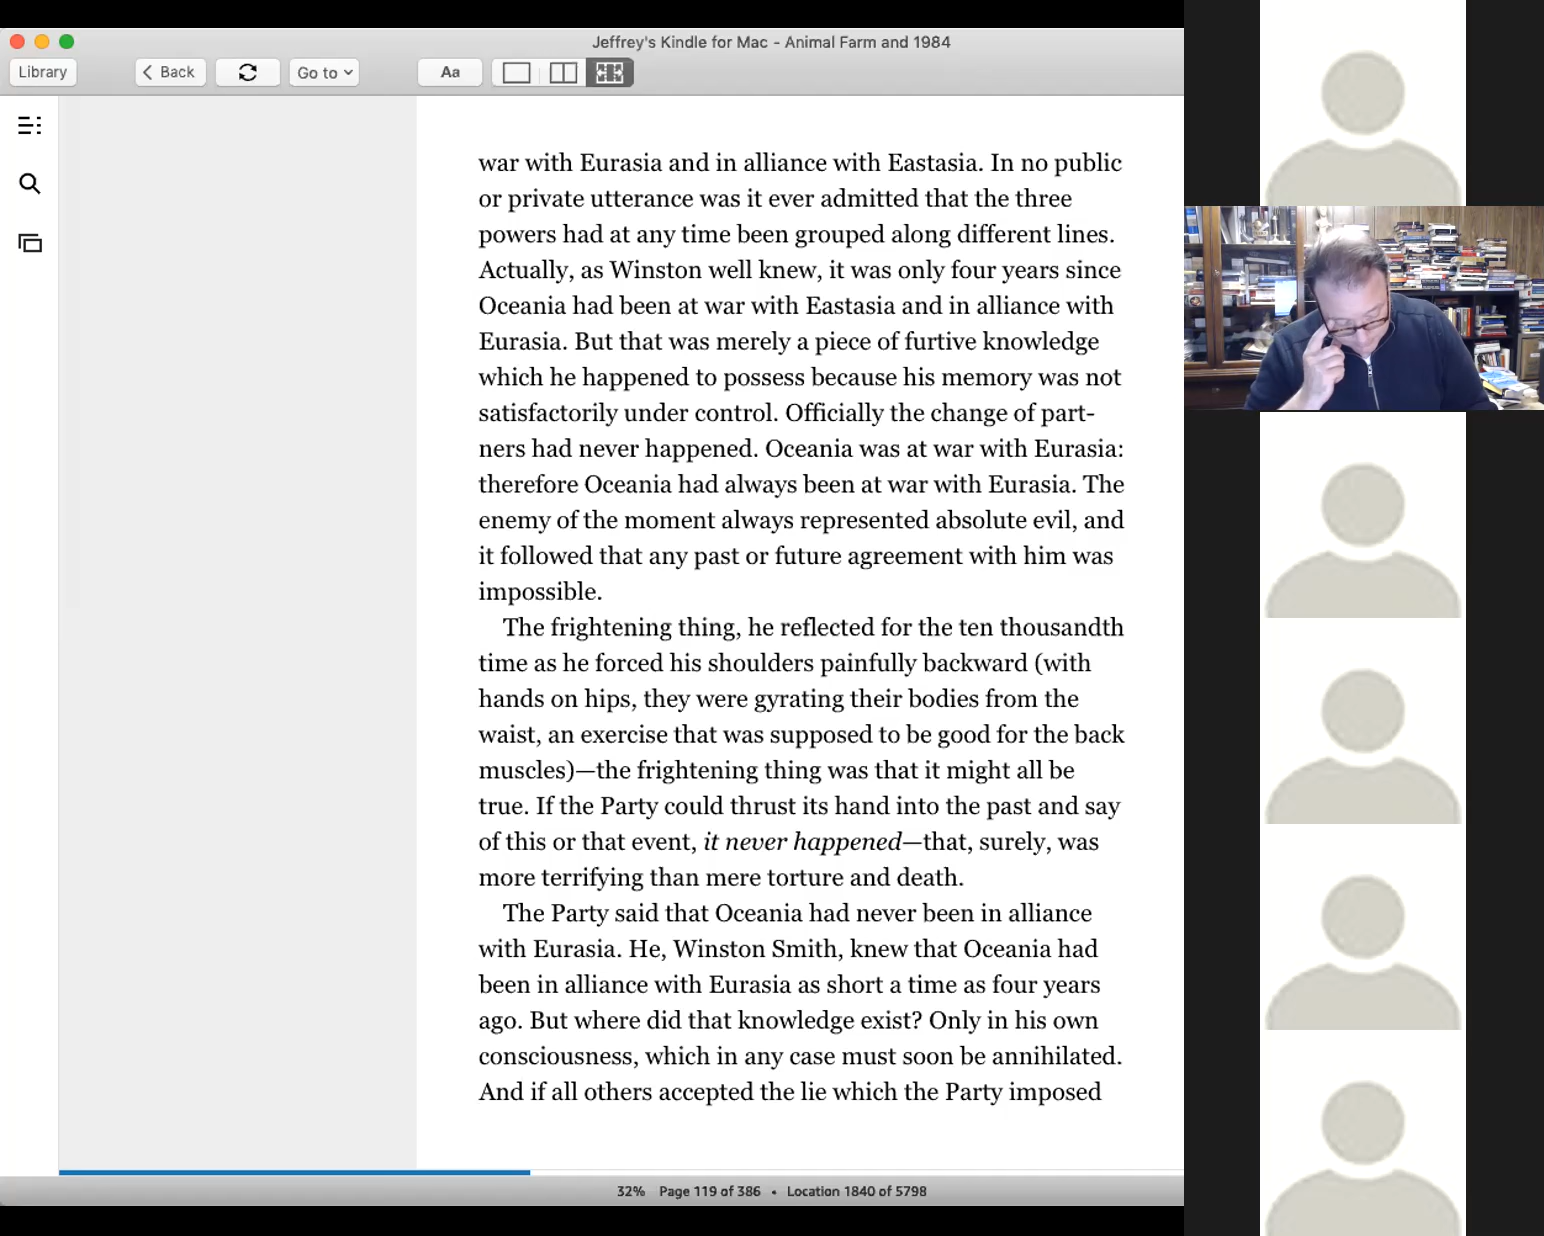 Jeffrey's Kindle for Mac - Animal Farm and 1984
Library
Back
Go to
Aa
war with Eurasia and in alliance with Eastasia. In no public
or private utterance was it ever admitted that the three
powers had at any time been grouped along different lines.
Actually, as Winston well knew, it was only four years since
Oceania had been at war with Eastasia and in alliance with
Eurasia. But that was merely a piece of furtive knowledge
which he happened to possess because his memory was not
satisfactorily under control. Officially the change of part-
ners had never happened. Oceania was at war with Eurasia:
therefore Oceania had always been at war with Eurasia. The
enemy of the moment always represented absolute evil, and
it followed that any past or future agreement with him was
impossible.
The frightening thing, he reflected for the ten thousandth
time as he forced his shoulders painfully backward (with
hands on hips, they were gyrating their bodies from the
waist, an exercise that was supposed to be good for the back
muscles)—the frightening thing was that it might all be
true. If the Party could thrust its hand into the past and say
of this or that event, it never happened—that, surely, was
more terrifying than mere torture and death.
The Party said that Oceania had never been in alliance
with Eurasia. He, Winston Smith, knew that Oceania had
been in alliance with Eurasia as short a time as four years
ago. But where did that knowledge exist? Only in his own
consciousness, which in any case must soon be annihilated.
And if all others accepted the lie which the Party imposed
32% Page 119 of 386 • Location 1840 of 5798